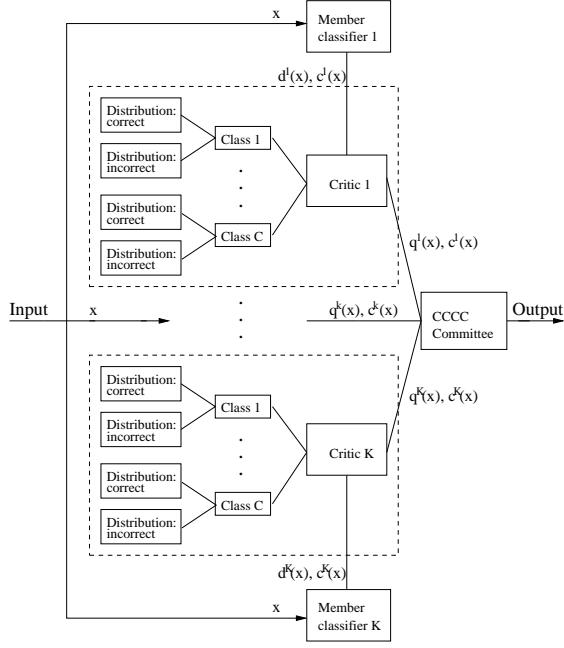 x
Member
classifier 1
d¹(x), c¹(x)
Distribution:
correct
Distribution:
incorrect
Class 1
Distribution:
correct
Distribution:
incorrect
Class C
Critic 1
q¹(x), c¹(x)
Input
x
qᵏ(x), cᵏ(x)
CCCC
Committee
Output
Distribution:
correct
Distribution:
incorrect
Class 1
Distribution:
correct
Distribution:
incorrect
Class C
Critic K
qᴷ(x), cᴷ(x)
dᴷ(x), cᴷ(x)
x
Member
classifier K